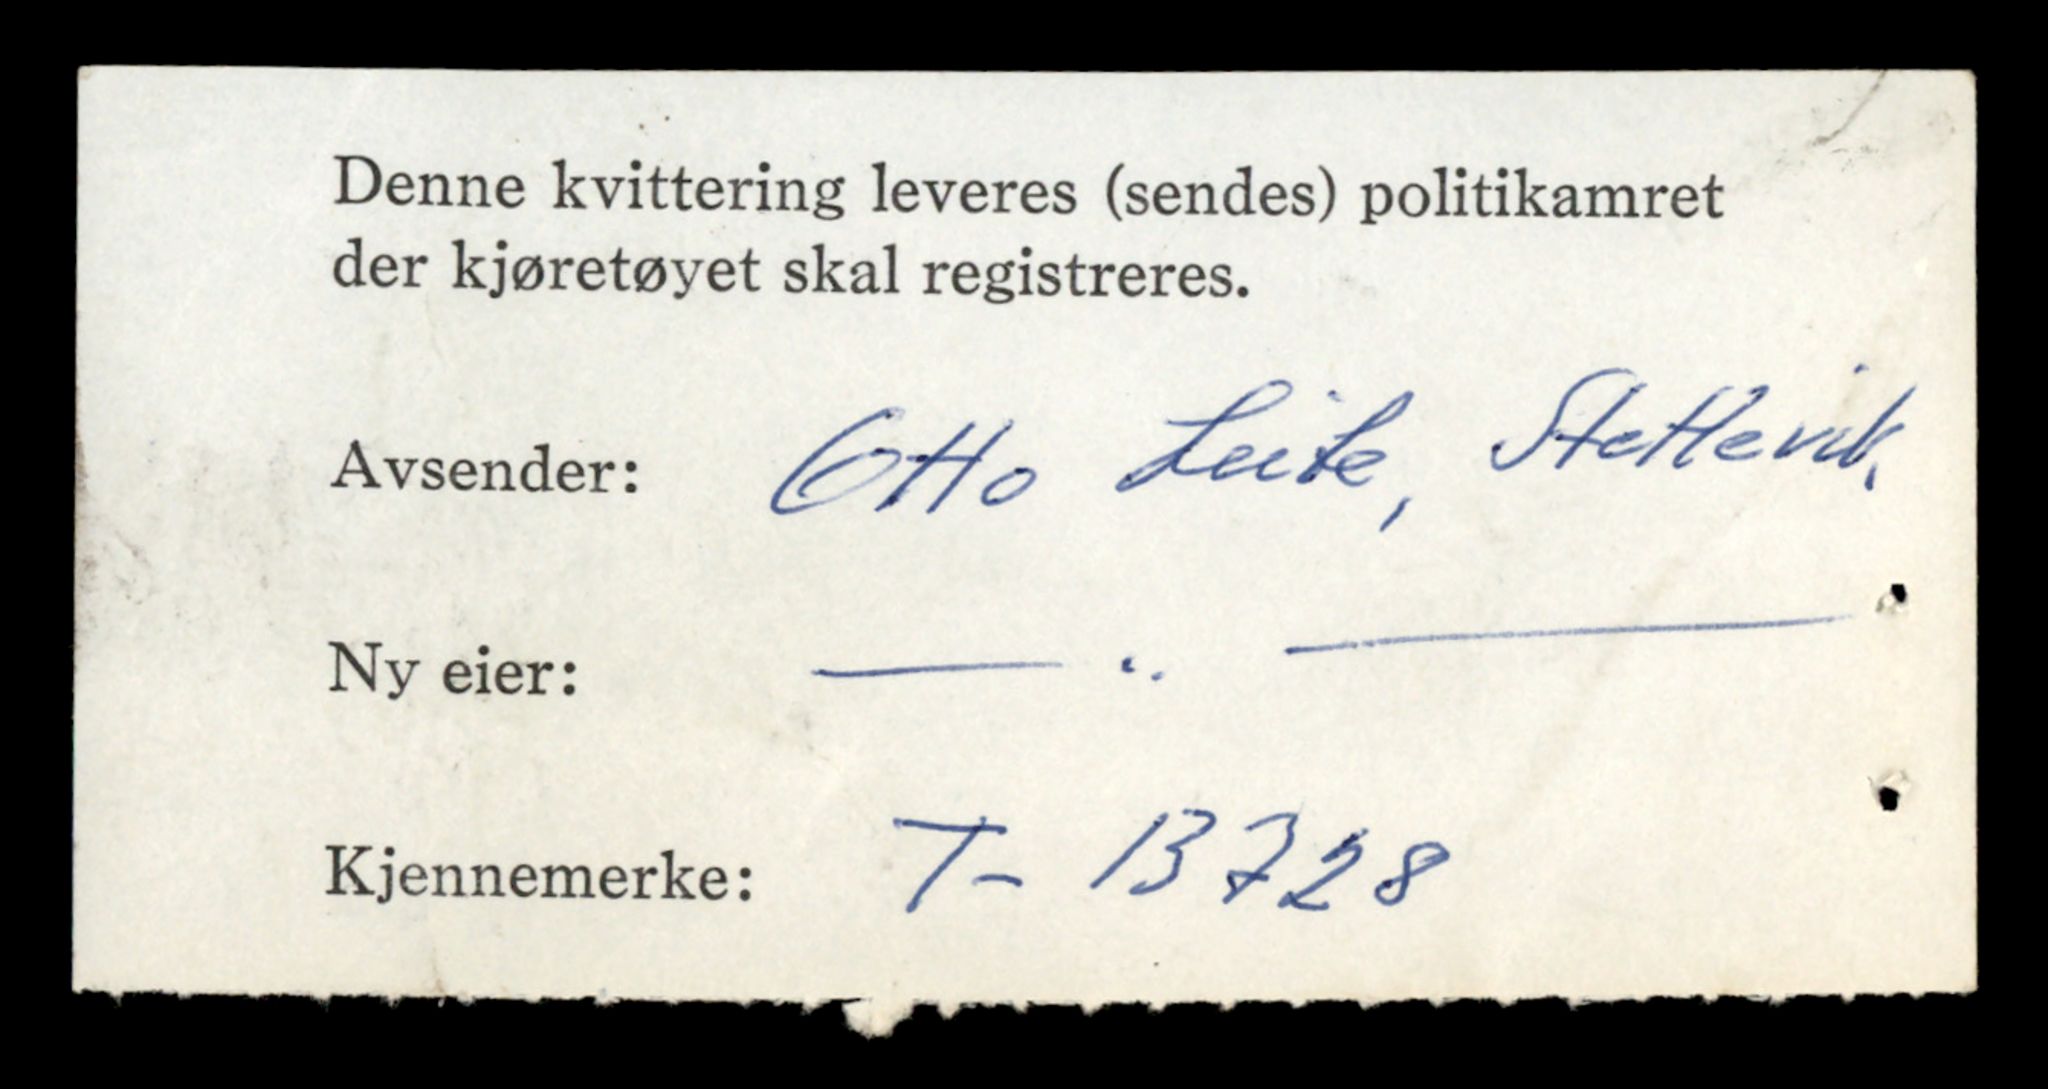 Denne kvittering leveres (sendes) politikamret
der kjøretøyet skal registreres.
Avsender: Otto Leite, Stettevik.
Ny eier: — " —
Kjennemerke: T- 13728